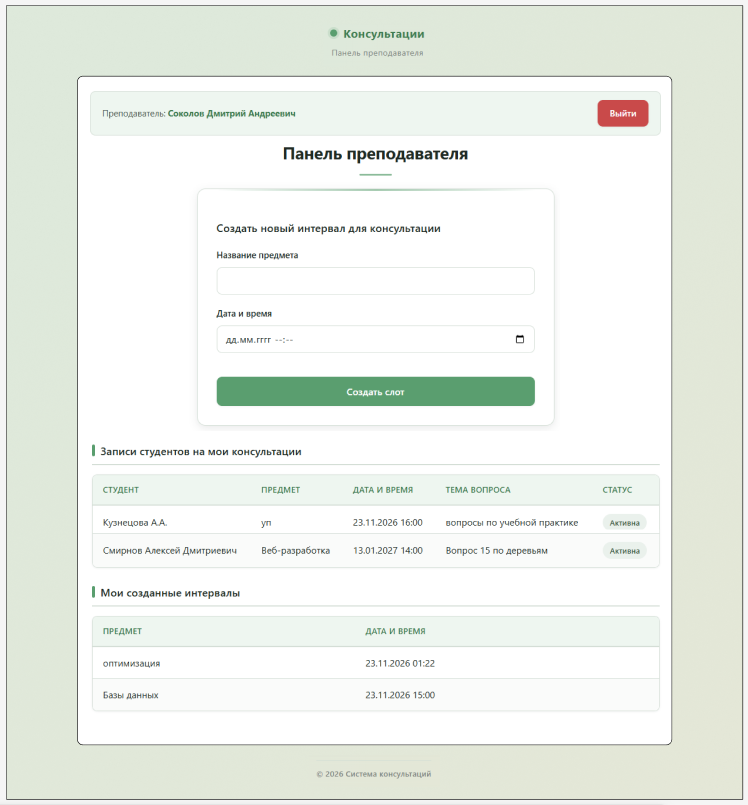 Консультации
Панель преподавателя
Преподаватель: Соколов Дмитрий Андреевич
Выйти
Панель преподавателя
Создать новый интервал для консультации
Название предмета
Дата и время
дд.мм.гггг --:--
Создать слот
Записи студентов на мои консультации
СТУДЕНТ ПРЕДМЕТ ДАТА И ВРЕМЯ ТЕМА ВОПРОСА СТАТУС
Кузнецова А.А. уп 23.11.2026 16:00 вопросы по учебной практике Активна
Смирнов Алексей Дмитриевич Веб-разработка 13.01.2027 14:00 Вопрос 15 по деревьям Активна
Мои созданные интервалы
ПРЕДМЕТ ДАТА И ВРЕМЯ
оптимизация 23.11.2026 01:22
Базы данных 23.11.2026 15:00
© 2026 Система консультаций